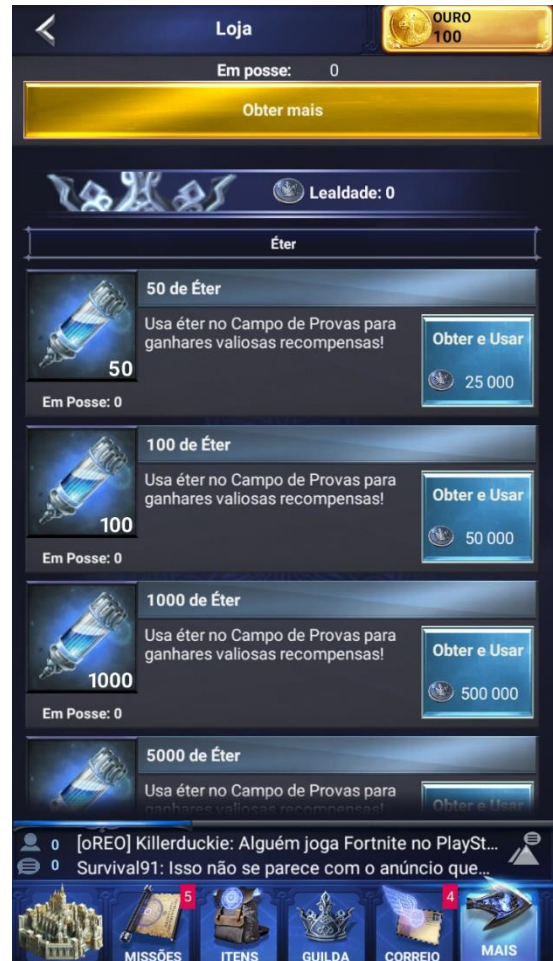 Loja
OURO
100
Em posse: 0
Obter mais
Lealdade: 0
Éter
50 de Éter
Usa éter no Campo de Provas para
ganhares valiosas recompensas!
Obter e Usar
25 000
50
Em Posse: 0
100 de Éter
Usa éter no Campo de Provas para
ganhares valiosas recompensas!
Obter e Usar
50 000
100
Em Posse: 0
1000 de Éter
Usa éter no Campo de Provas para
ganhares valiosas recompensas!
Obter e Usar
500 000
1000
Em Posse: 0
5000 de Éter
Usa éter no Campo de Provas para
ganhares valiosas recompensas!
Obter e Usar
0 [oREO] Killerduckie: Alguém joga Fortnite no PlaySt...
0 Survival91: Isso não se parece com o anúncio que...
5
4
MISSÕES
ITENS
GUILDA
CORREIO
MAIS